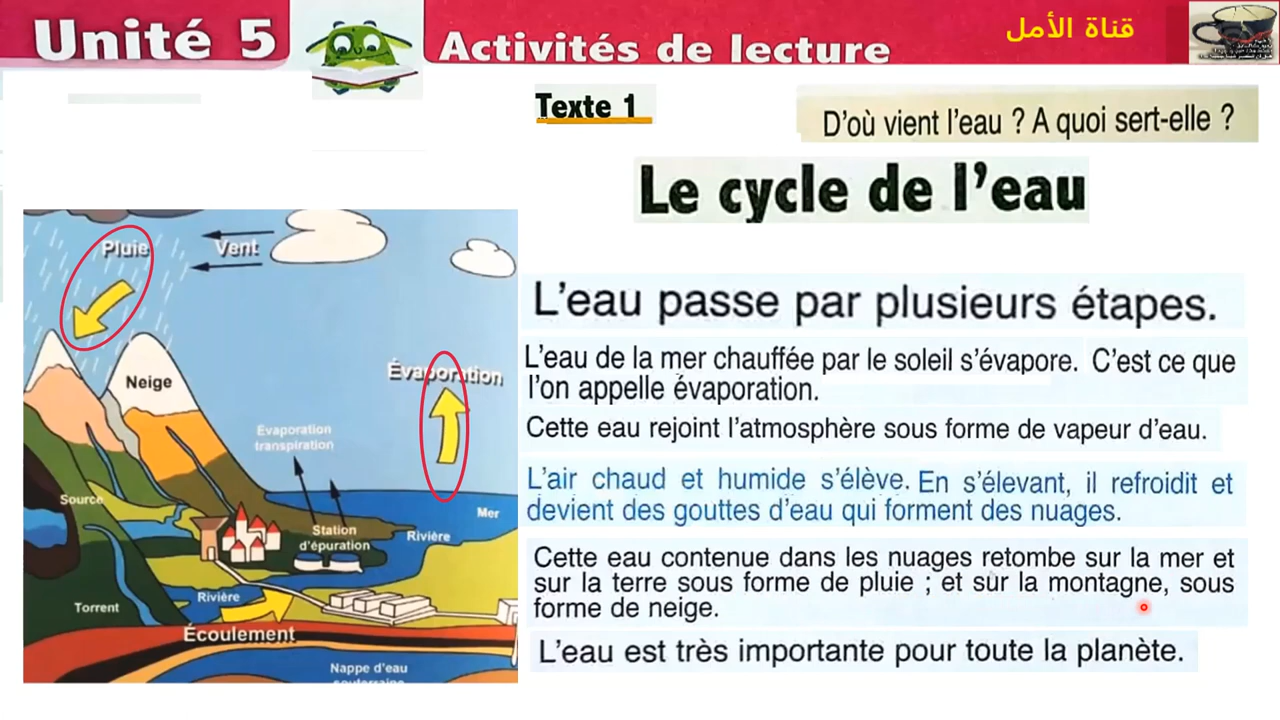 Unité 5
Activités de lecture
قناة الأمل
Texte 1
D'où vient l'eau ? A quoi sert-elle ?
Le cycle de l'eau
Pluie
Vent
Neige
Évaporation
Evaporation
transpiration
Source
Mer
Station
d'épuration
Rivière
Rivière
Torrent
Écoulement
Nappe d'eau
souterraine
L'eau passe par plusieurs étapes.
L'eau de la mer chauffée par le soleil s'évapore. C'est ce que
l'on appelle évaporation.
Cette eau rejoint l'atmosphère sous forme de vapeur d'eau.
L'air chaud et humide s'élève. En s'élevant, il refroidit et
devient des gouttes d'eau qui forment des nuages.
Cette eau contenue dans les nuages retombe sur la mer et
sur la terre sous forme de pluie ; et sur la montagne, sous
forme de neige.
L'eau est très importante pour toute la planète.